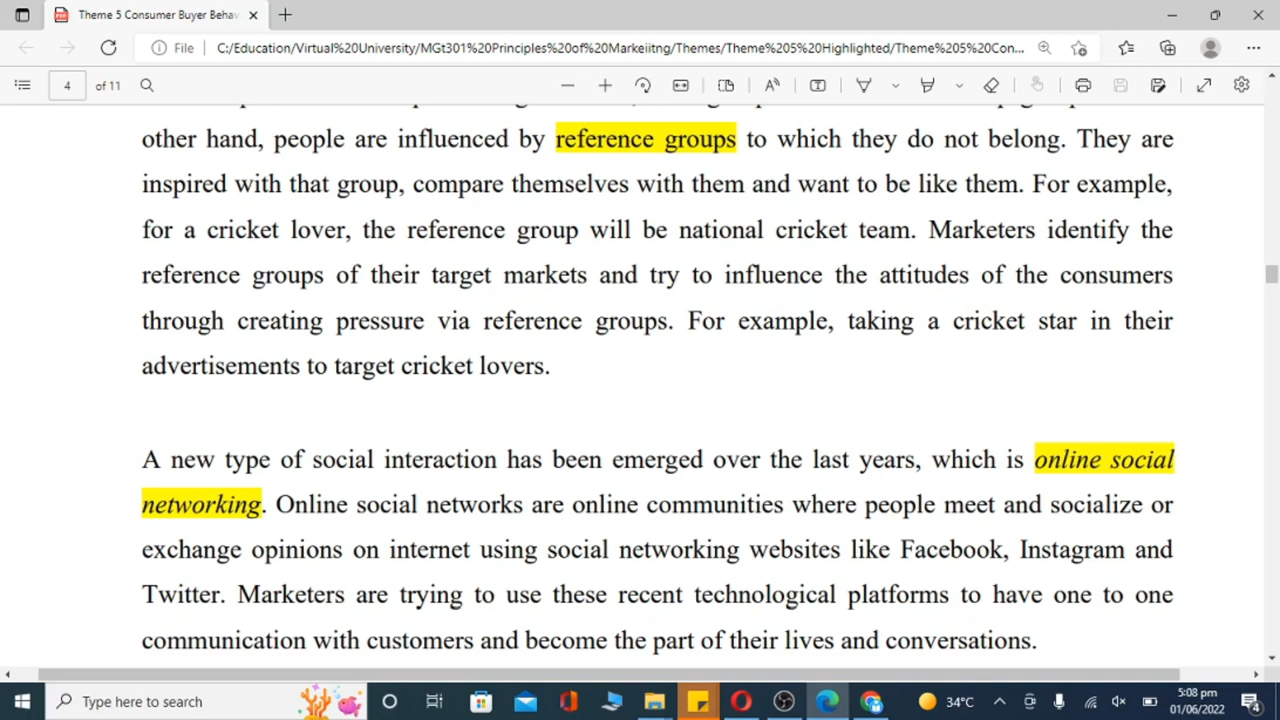 Theme 5 Consumer Buyer Behav
File C:/Education/Virtual%20University/MGt301%20Principles%20of%20Markeiitng/Themes/Theme%205%20Highlighted/Theme%205%20Con...
4 of 11
other hand, people are influenced by reference groups to which they do not belong. They are
inspired with that group, compare themselves with them and want to be like them. For example,
for a cricket lover, the reference group will be national cricket team. Marketers identify the
reference groups of their target markets and try to influence the attitudes of the consumers
through creating pressure via reference groups. For example, taking a cricket star in their
advertisements to target cricket lovers.
A new type of social interaction has been emerged over the last years, which is online social
networking. Online social networks are online communities where people meet and socialize or
exchange opinions on internet using social networking websites like Facebook, Instagram and
Twitter. Marketers are trying to use these recent technological platforms to have one to one
communication with customers and become the part of their lives and conversations.
Type here to search
34°C
5:08 pm
01/06/2022
4